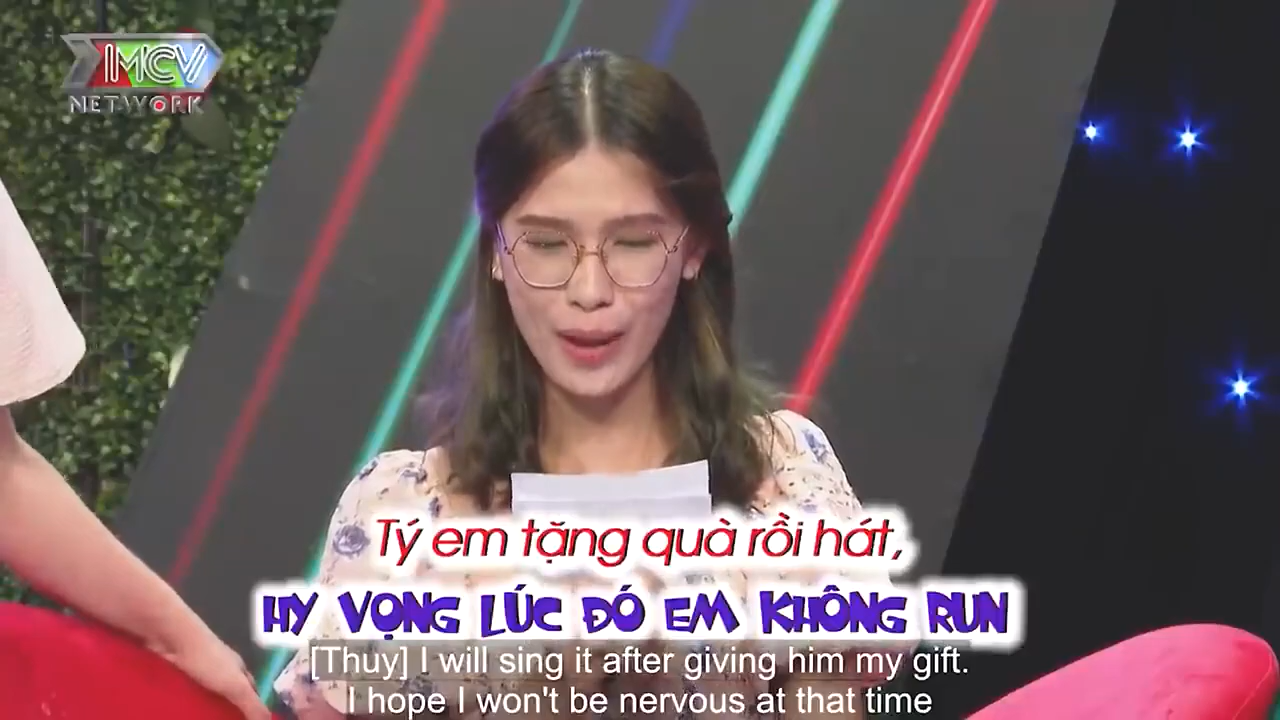 MCV
NETWORK
Tý em tặng quà rồi hát,
HY VỌNG LÚC ĐÓ EM KHÔNG RUN
[Thuy] I will sing it after giving him my gift.
I hope I won't be nervous at that time